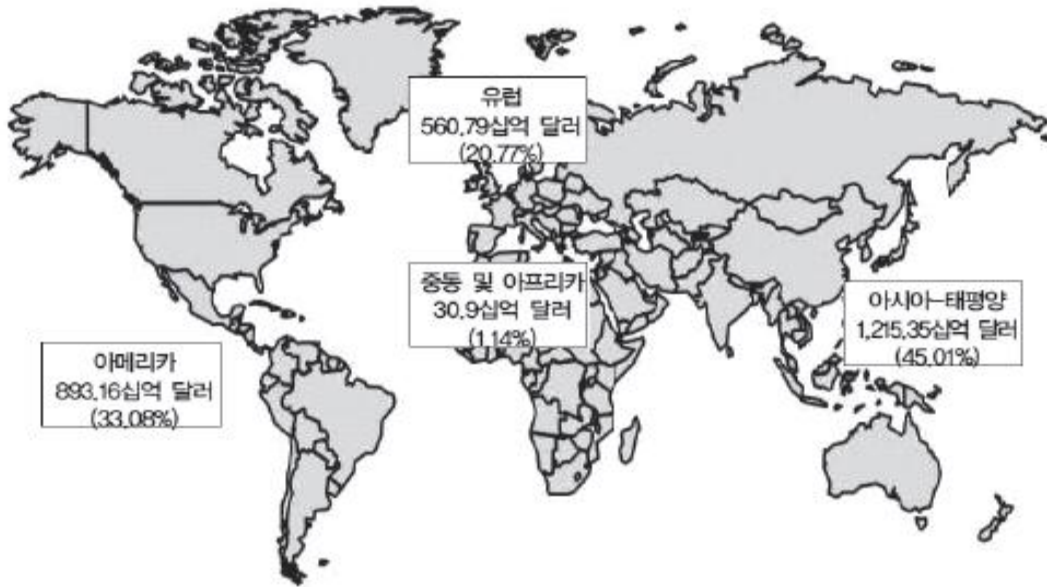 유럽
560.79십억 달러
(20.77%)
중동 및 아프리카
30.9십억 달러
(1.14%)
아시아-태평양
1,215.35십억 달러
(45.01%)
아메리카
893.16십억 달러
(33.08%)